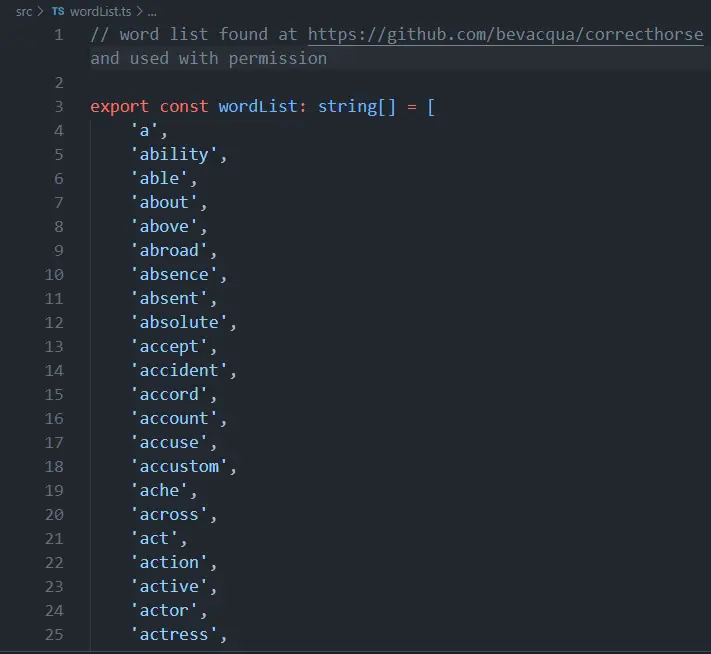 src > TS wordList.ts > ...
1 // word list found at https://github.com/bevacqua/correcthorse
and used with permission
2
3 export const wordList: string[] = [
4 'a',
5 'ability',
6 'able',
7 'about',
8 'above',
9 'abroad',
10 'absence',
11 'absent',
12 'absolute',
13 'accept',
14 'accident',
15 'accord',
16 'account',
17 'accuse',
18 'accustom',
19 'ache',
20 'across',
21 'act',
22 'action',
23 'active',
24 'actor',
25 'actress',